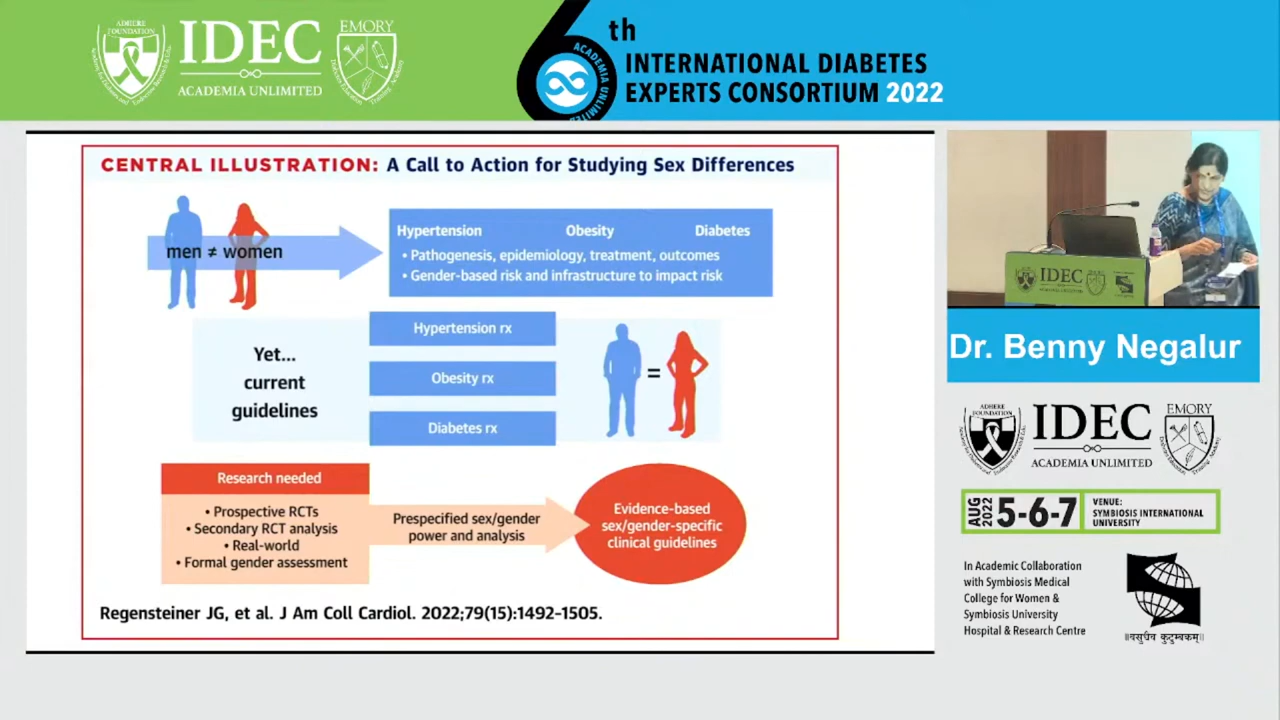 ADHERE
FOUNDATION
IDEC
ACADEMIA UNLIMITED
EMORY
6th
ACADEMIA UNLIMITED
INTERNATIONAL DIABETES
EXPERTS CONSORTIUM 2022
CENTRAL ILLUSTRATION: A Call to Action for Studying Sex Differences
men ≠ women
Hypertension Obesity Diabetes
• Pathogenesis, epidemiology, treatment, outcomes
• Gender-based risk and infrastructure to impact risk
Yet...
current
guidelines
Hypertension rx
Obesity rx
Diabetes rx
=
Research needed
• Prospective RCTs
• Secondary RCT analysis
• Real-world
• Formal gender assessment
Prespecified sex/gender
power and analysis
Evidence-based
sex/gender-specific
clinical guidelines
Regensteiner JG, et al. J Am Coll Cardiol. 2022;79(15):1492-1505.
IDEC
Dr. Benny Negalur
ADHERE
FOUNDATION
IDEC
ACADEMIA UNLIMITED
EMORY
AUG
2022
5-6-7
VENUE:
SYMBIOSIS INTERNATIONAL
UNIVERSITY
In Academic Collaboration
with Symbiosis Medical
College for Women &
Symbiosis University
Hospital & Research Centre
॥वसुधैव कुटुम्बकम्॥